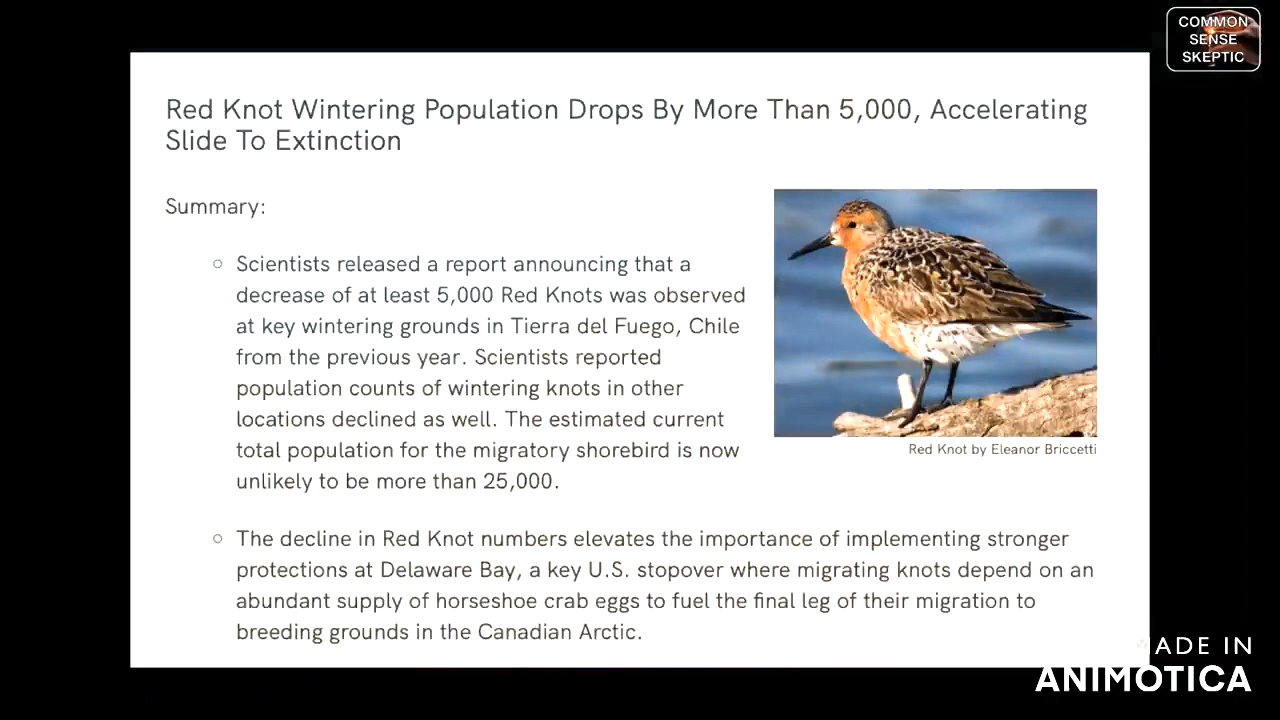 COMMON
SENSE
SKEPTIC
Red Knot Wintering Population Drops By More Than 5,000, Accelerating
Slide To Extinction
Summary:
Scientists released a report announcing that a
decrease of at least 5,000 Red Knots was observed
at key wintering grounds in Tierra del Fuego, Chile
from the previous year. Scientists reported
population counts of wintering knots in other
locations declined as well. The estimated current
total population for the migratory shorebird is now
unlikely to be more than 25,000.
Red Knot by Eleanor Briccetti
The decline in Red Knot numbers elevates the importance of implementing stronger
protections at Delaware Bay, a key U.S. stopover where migrating knots depend on an
abundant supply of horseshoe crab eggs to fuel the final leg of their migration to
breeding grounds in the Canadian Arctic.
ADE IN
ANIMOTICA